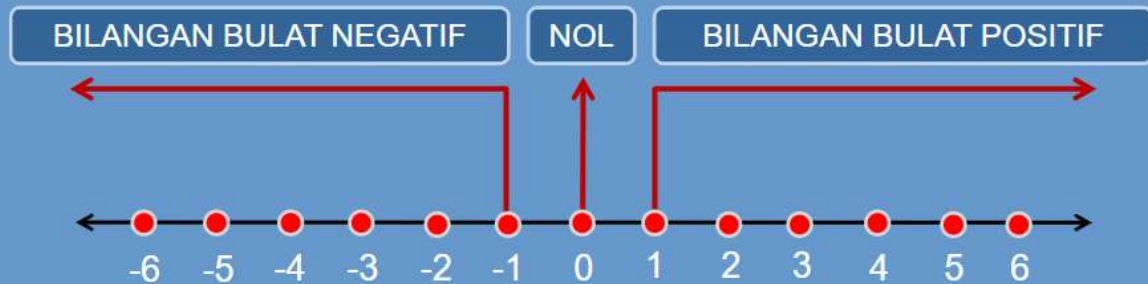 BILANGAN BULAT NEGATIF NOL BILANGAN BULAT POSITIF
-6 -5 -4 -3 -2 -1 0 1 2 3 4 5 6